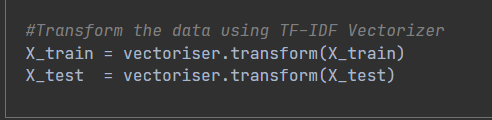 #Transform the data using TF-IDF Vectorizer
X_train = vectoriser.transform(X_train)
X_test  = vectoriser.transform(X_test)